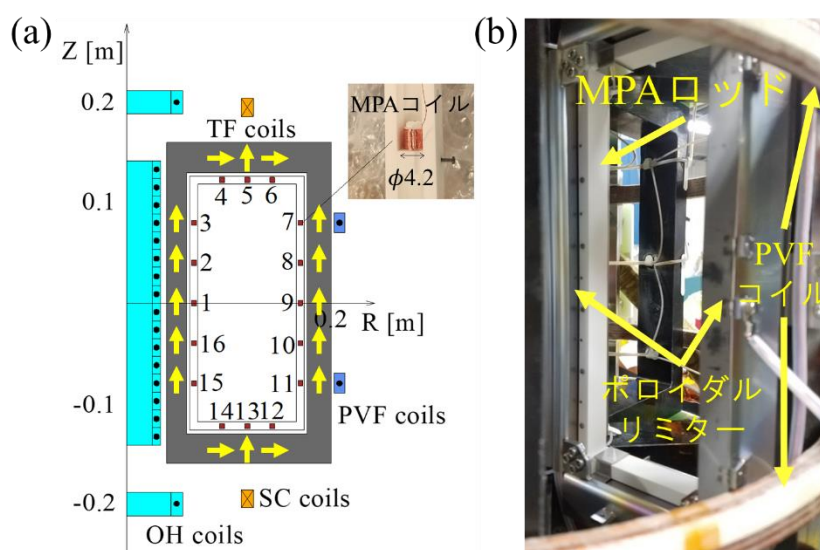 (a)
Z [m]
0.2
TF coils
MPAコイル
ϕ4.2
4 5 6
0.1
3
7
2
8
1
9
0.2
R [m]
16
10
15
11
-0.1
14 13 12
PVF coils
-0.2
SC coils
OH coils
(b)
MPAロッド
PVF
コイル
ポロイダル
リミター